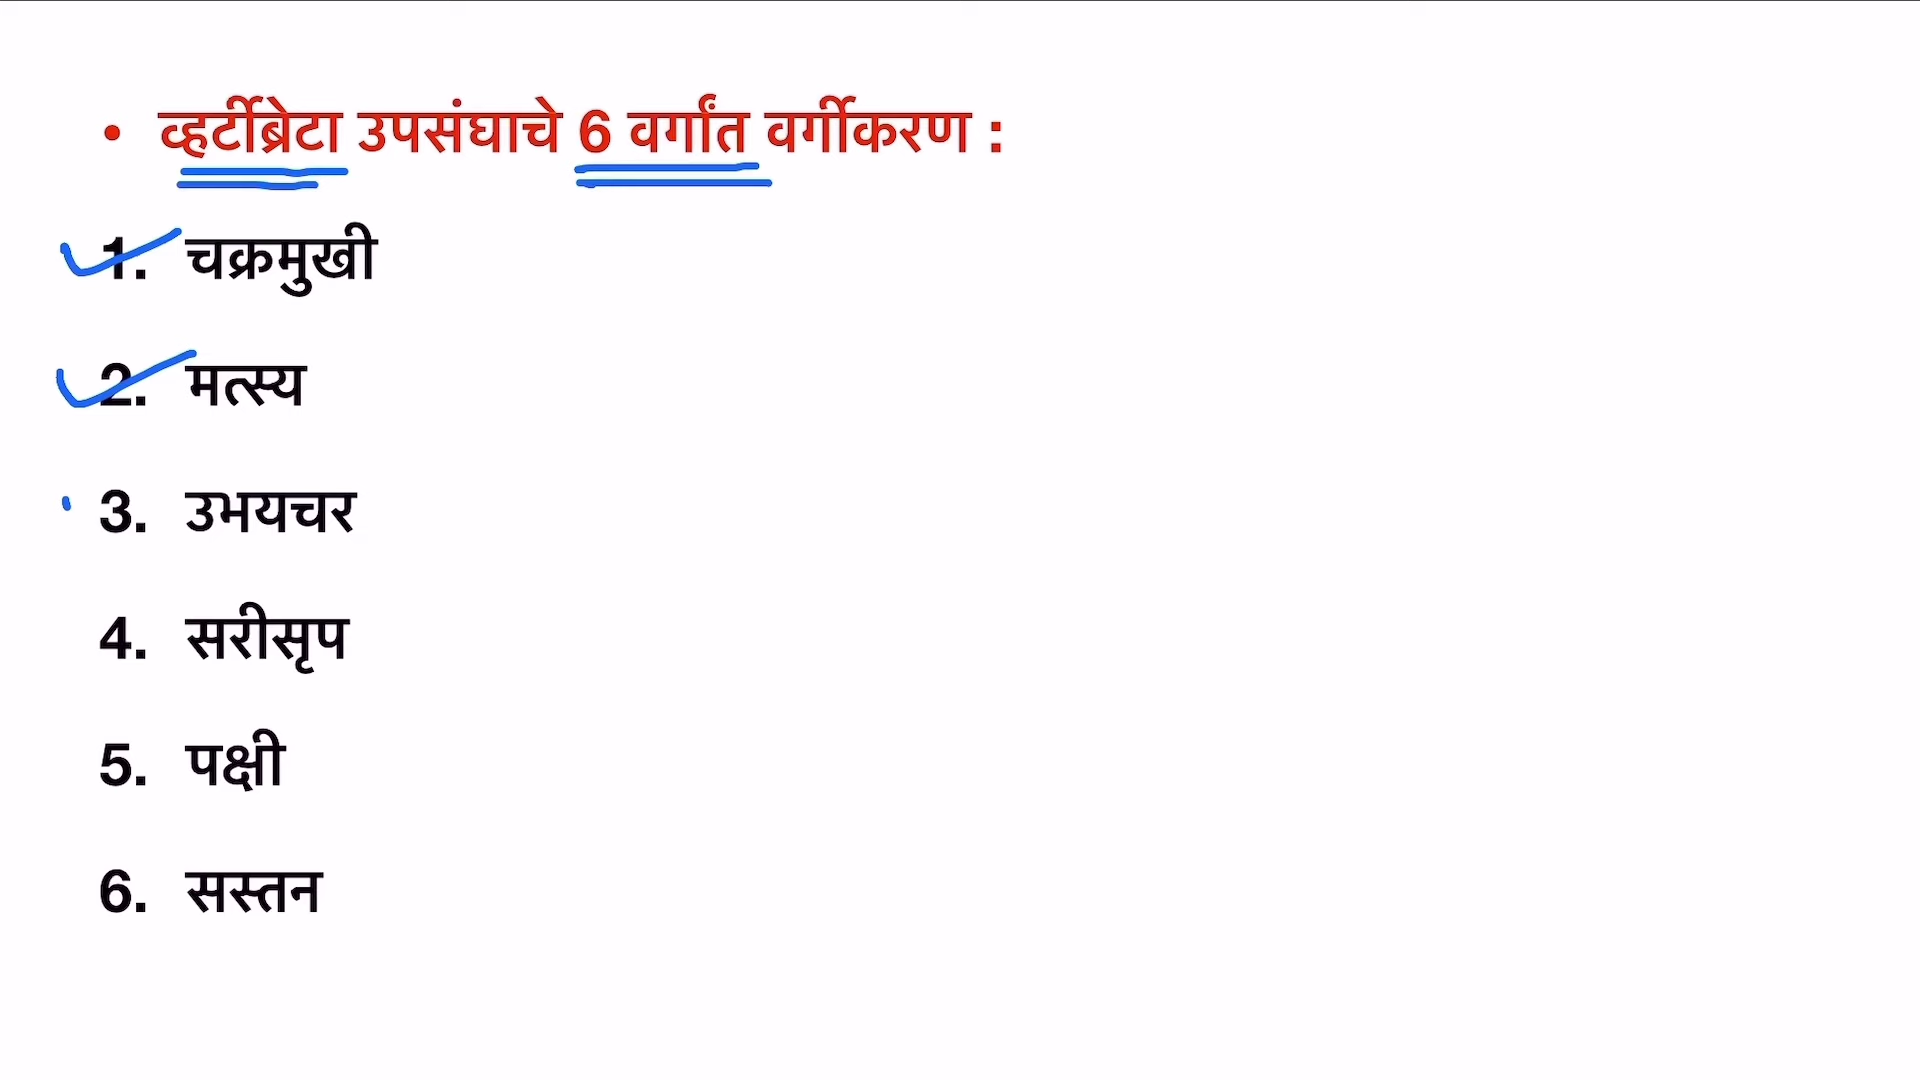 • व्हर्टीब्रेटा उपसंघाचे 6 वर्गांत वर्गीकरण :
1. चक्रमुखी
2. मत्स्य
3. उभयचर
4. सरीसृप
5. पक्षी
6. सस्तन